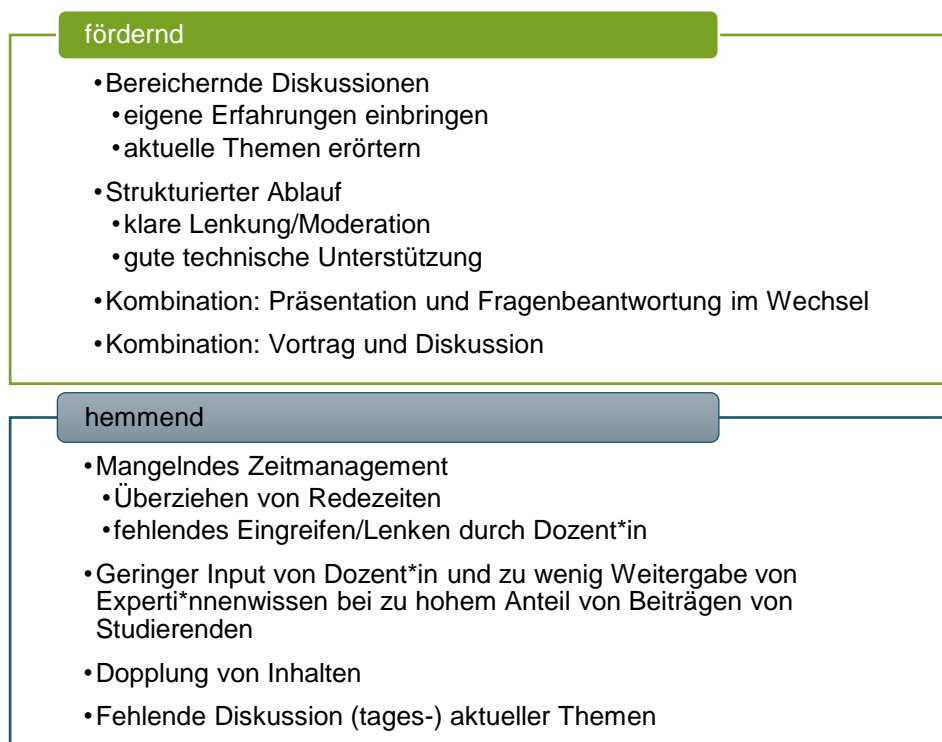 fördernd
•Bereichernde Diskussionen
•eigene Erfahrungen einbringen
•aktuelle Themen erörtern
•Strukturierter Ablauf
•klare Lenkung/Moderation
•gute technische Unterstützung
•Kombination: Präsentation und Fragenbeantwortung im Wechsel
•Kombination: Vortrag und Diskussion
hemmend
•Mangelndes Zeitmanagement
•Überziehen von Redezeiten
•fehlendes Eingreifen/Lenken durch Dozent*in
•Geringer Input von Dozent*in und zu wenig Weitergabe von
Experti*nnenwissen bei zu hohem Anteil von Beiträgen von
Studierenden
•Dopplung von Inhalten
•Fehlende Diskussion (tages-) aktueller Themen